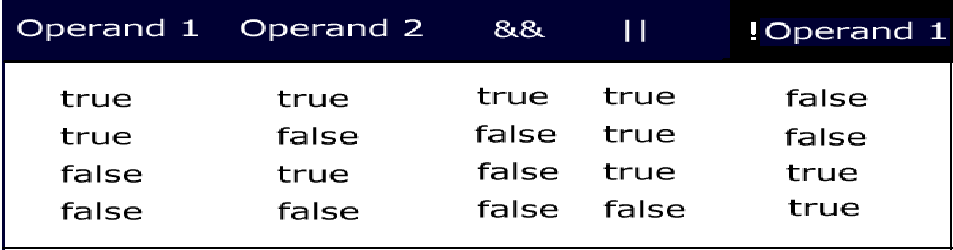 Operand 1 Operand 2 && || !Operand 1
true true true true false
true false false true false
false true false true true
false false false false true